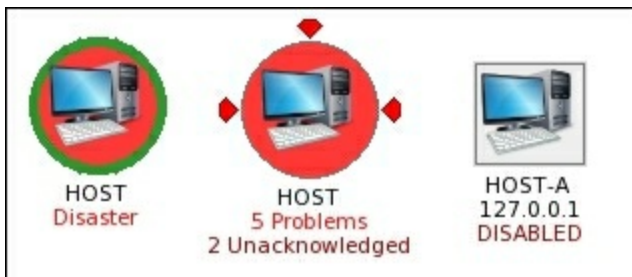 HOST
Disaster
HOST
5 Problems
2 Unacknowledged
HOST-A
127.0.0.1
DISABLED